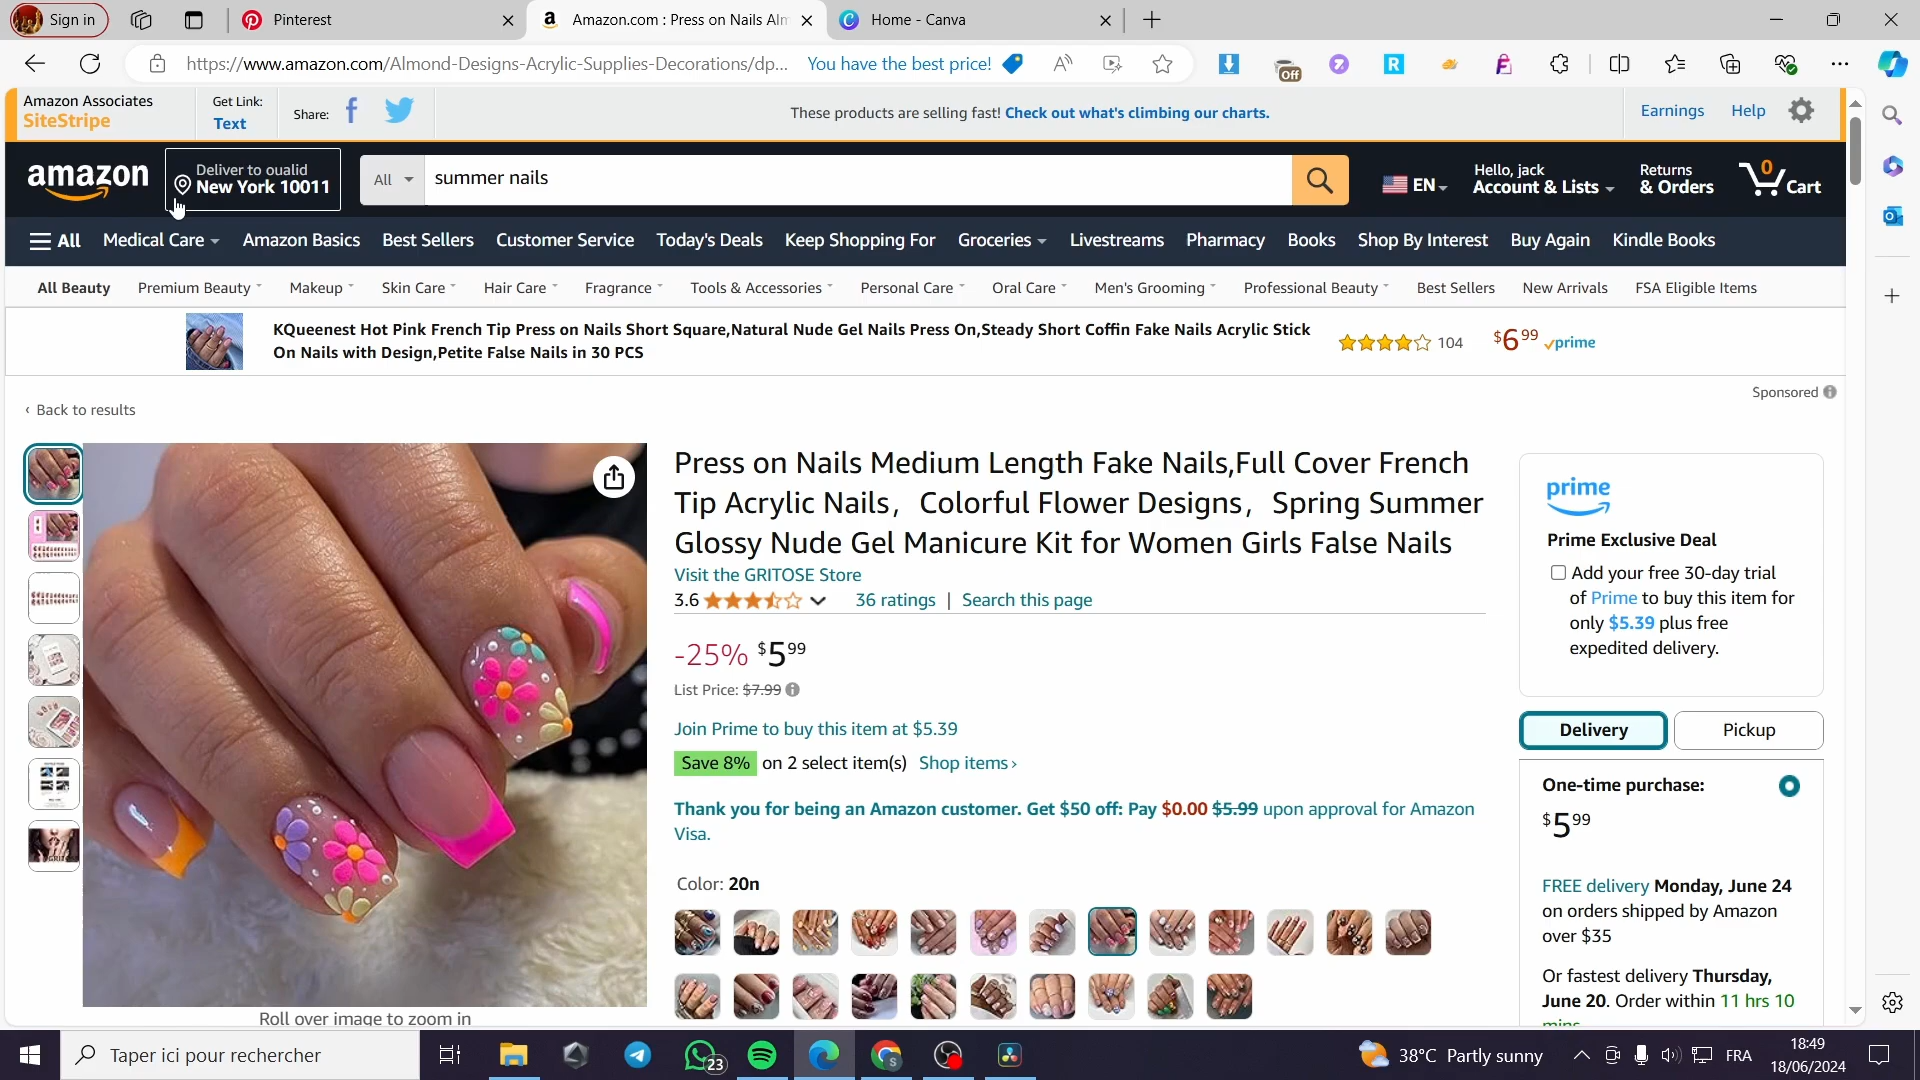 Sign in
Pinterest
Amazon.com : Press on Nails Alm
Home - Canva
https://www.amazon.com/Almond-Designs-Acrylic-Supplies-Decorations/dp...
You have the best price!
Off
Amazon Associates
SiteStripe
Get Link:
Text
Share:
These products are selling fast! Check out what's climbing our charts.
Earnings
Help
amazon
Deliver to oualid
New York 10011
All
summer nails
EN
Hello, jack
Account & Lists
Returns
& Orders
0
Cart
All
Medical Care
Amazon Basics
Best Sellers
Customer Service
Today's Deals
Keep Shopping For
Groceries
Livestreams
Pharmacy
Books
Shop By Interest
Buy Again
Kindle Books
All Beauty
Premium Beauty
Makeup
Skin Care
Hair Care
Fragrance
Tools & Accessories
Personal Care
Oral Care
Men's Grooming
Professional Beauty
Best Sellers
New Arrivals
FSA Eligible Items
KQueenest Hot Pink French Tip Press on Nails Short Square,Natural Nude Gel Nails Press On,Steady Short Coffin Fake Nails Acrylic Stick
On Nails with Design,Petite False Nails in 30 PCS
104
$6.99
prime
Sponsored
‹ Back to results
Press on Nails Medium Length Fake Nails,Full Cover French
Tip Acrylic Nails，Colorful Flower Designs，Spring Summer
Glossy Nude Gel Manicure Kit for Women Girls False Nails
Visit the GRITOSE Store
3.6
36 ratings | Search this page
-25% $5.99
List Price: $7.99
Join Prime to buy this item at $5.39
Save 8% on 2 select item(s) Shop items ›
Thank you for being an Amazon customer. Get $50 off: Pay $0.00 $5.99 upon approval for Amazon
Visa.
Color: 20n
Roll over image to zoom in
prime
Prime Exclusive Deal
Add your free 30-day trial
of Prime to buy this item for
only $5.39 plus free
expedited delivery.
Delivery
Pickup
One-time purchase:
$5.99
FREE delivery Monday, June 24
on orders shipped by Amazon
over $35
Or fastest delivery Thursday,
June 20. Order within 11 hrs 10
mins
Taper ici pour rechercher
23
38°C Partly sunny
FRA
18:49
18/06/2024